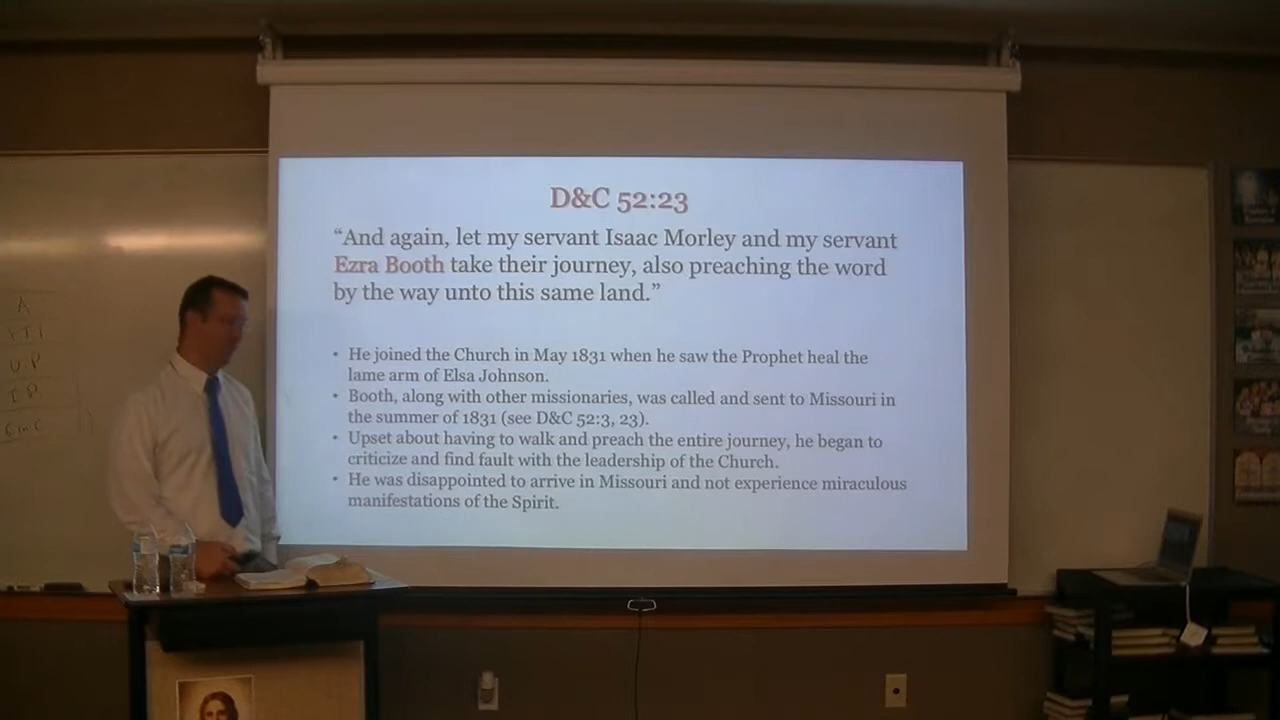 D&C 52:23
“And again, let my servant Isaac Morley and my servant
Ezra Booth take their journey, also preaching the word
by the way unto this same land.”
• He joined the Church in May 1831 when he saw the Prophet heal the
lame arm of Elsa Johnson.
• Booth, along with other missionaries, was called and sent to Missouri in
the summer of 1831 (see D&C 52:3, 23).
• Upset about having to walk and preach the entire journey, he began to
criticize and find fault with the leadership of the Church.
• He was disappointed to arrive in Missouri and not experience miraculous
manifestations of the Spirit.
A